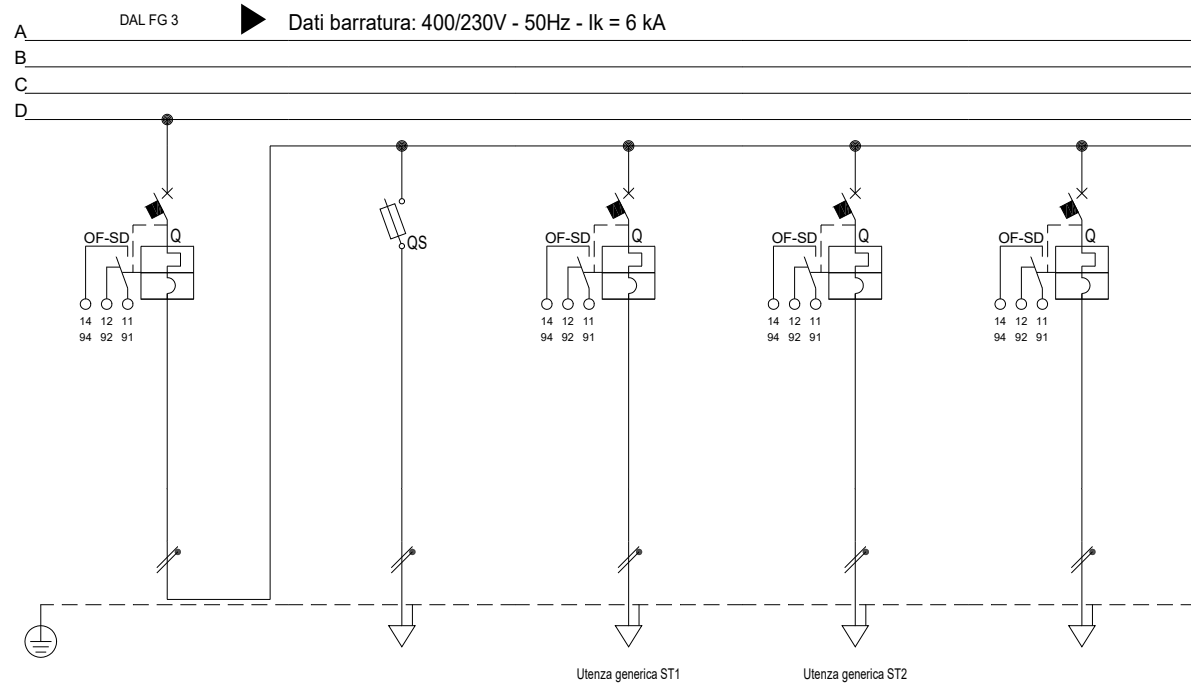 DAL FG 3
Dati barratura: 400/230V - 50Hz - Ik = 6 kA
A
B
C
D
OF-SD Q
14 12 11
94 92 91
QS
OF-SD Q
14 12 11
94 92 91
OF-SD Q
14 12 11
94 92 91
OF-SD Q
14 12 11
94 92 91
Utenza generica ST1
Utenza generica ST2